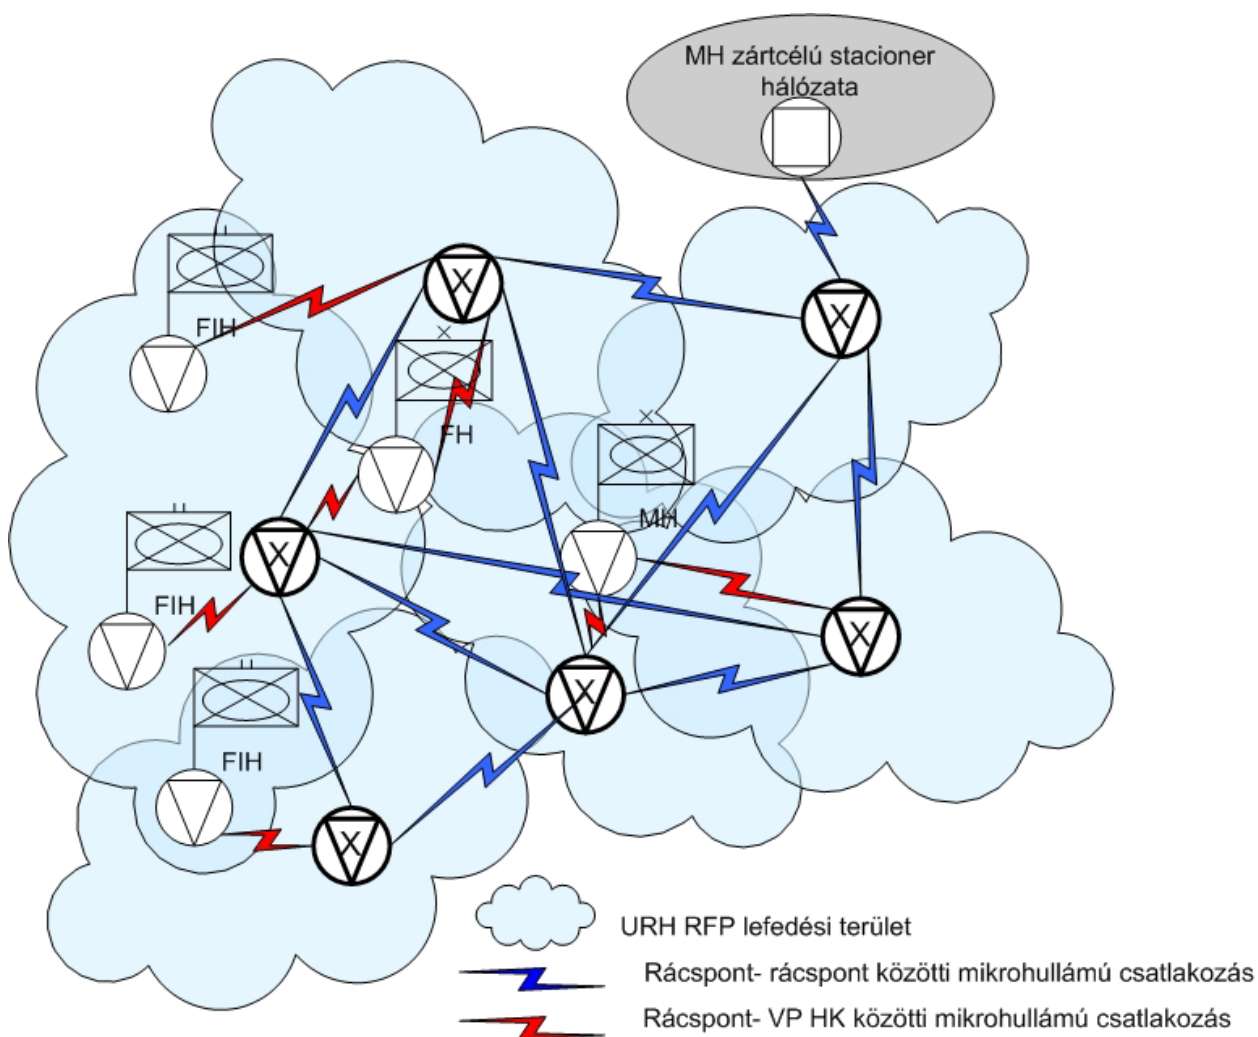 MH zártcélú stacioner
hálózata
FIH
X
X
FH
X
MH
FIH
X
X
X
FIH
X
URH RFP lefedési terület
Rácspont- rácspont közötti mikrohullámú csatlakozás
Rácspont- VP HK közötti mikrohullámú csatlakozás